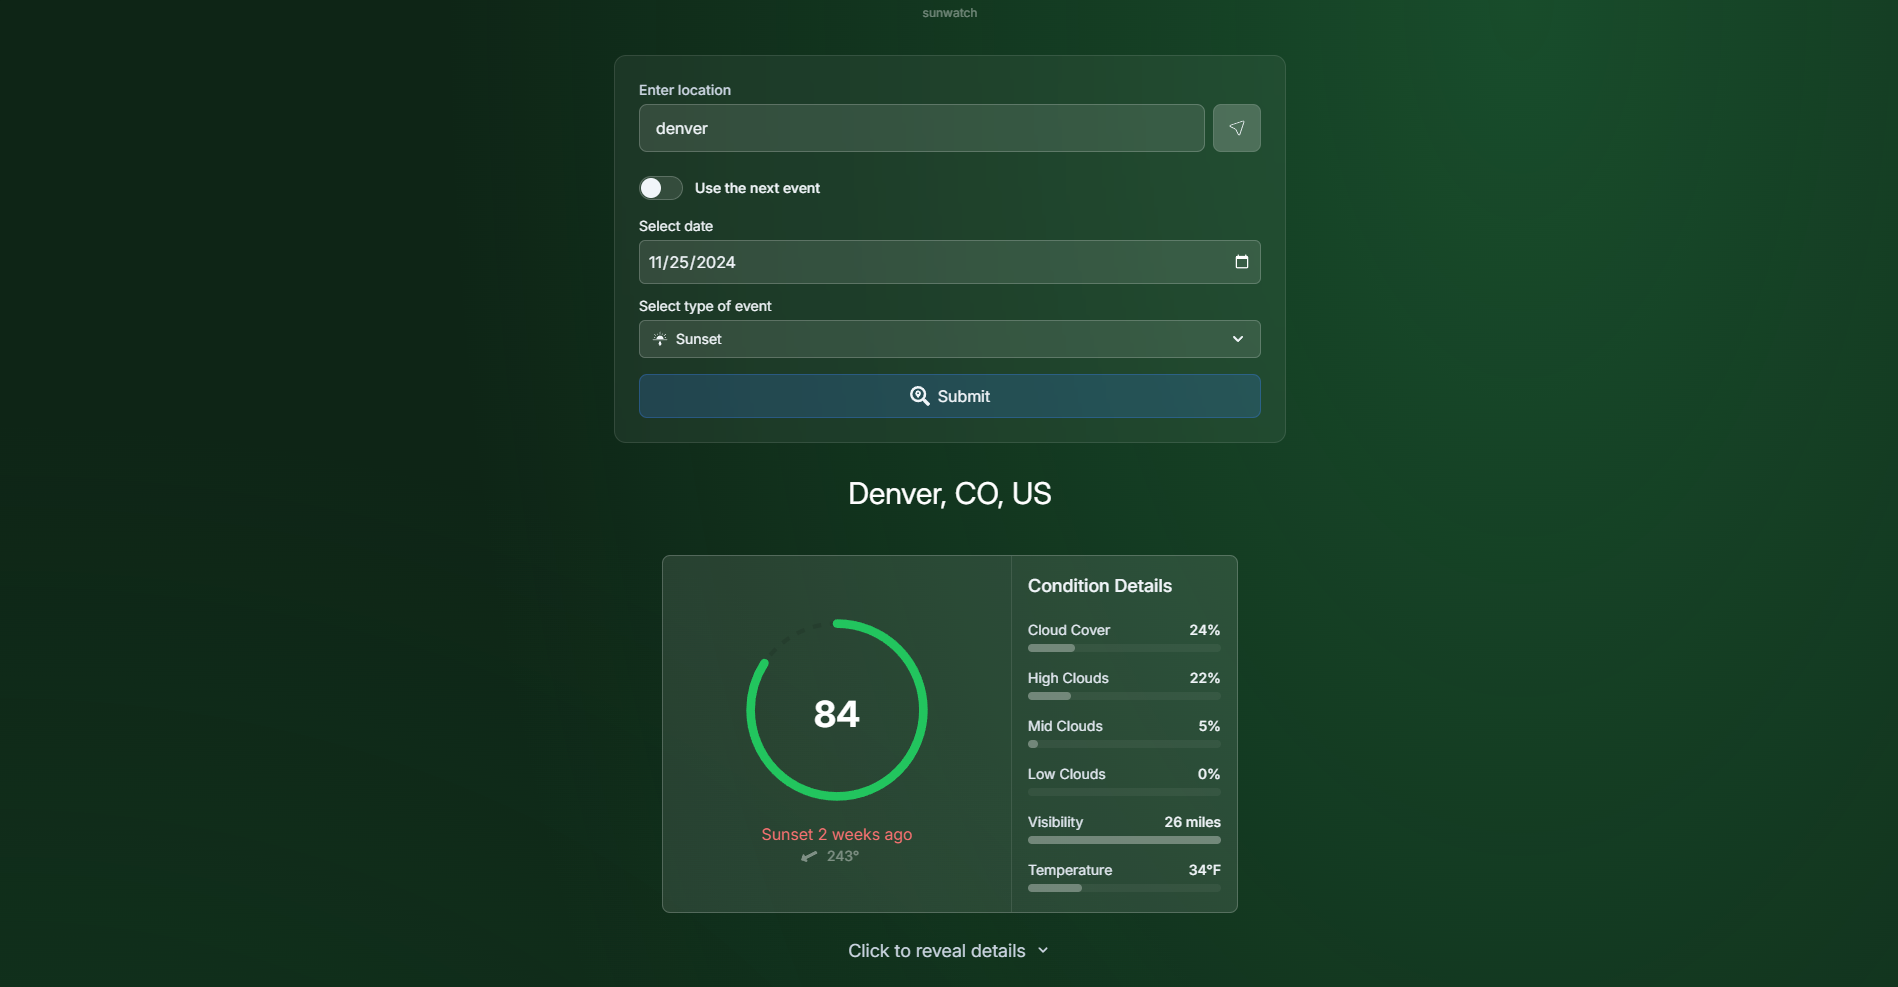 sunwatch
Enter location
denver
Use the next event
Select date
11/25/2024
Select type of event
Sunset
Submit
Denver, CO, US
84
Sunset 2 weeks ago
243°
Condition Details
Cloud Cover 24%
High Clouds 22%
Mid Clouds 5%
Low Clouds 0%
Visibility 26 miles
Temperature 34°F
Click to reveal details